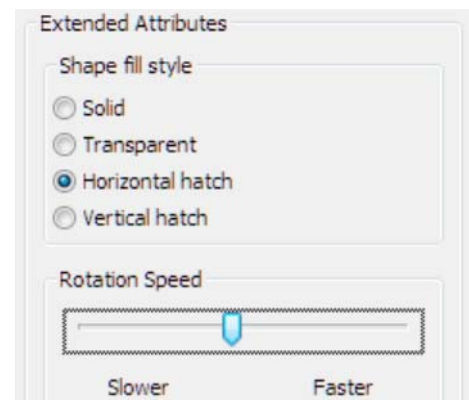 Extended Attributes
Shape fill style
Solid
Transparent
Horizontal hatch
Vertical hatch
Rotation Speed
Slower Faster